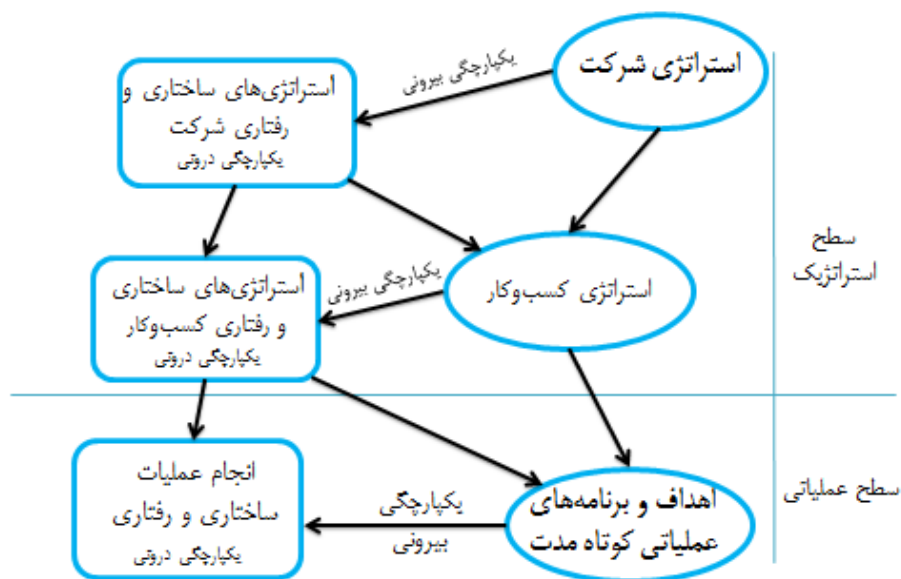 استراتژی شرکت
یکپارچگی بیرونی
استراتژی‌های ساختاری و
رفتاری شرکت
یکپارچگی درونی
سطح
استراتژیک
استراتژی کسب‌وکار
یکپارچگی بیرونی
استراتژی‌های ساختاری
و رفتاری کسب‌وکار
یکپارچگی درونی
سطح عملیاتی
اهداف و برنامه‌های
عملیاتی کوتاه مدت
یکپارچگی
بیرونی
انجام عملیات
ساختاری و رفتاری
یکپارچگی درونی